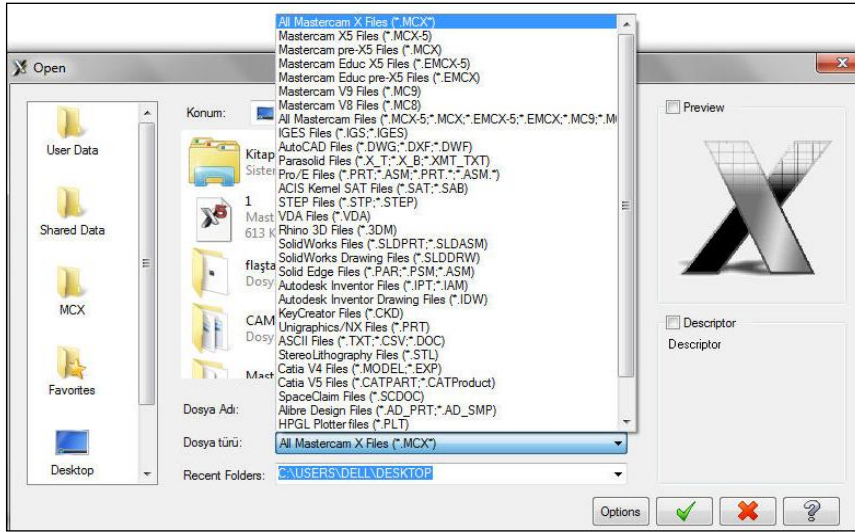 Open
User Data
Shared Data
MCX
Favorites
Desktop
Konum:
Kitap
Sister
1
Mast
613 K
flaşta
Dosy
CAM
Dosy
Mast
All Mastercam X Files (*.MCX*)
Mastercam X5 Files (*.MCX-5)
Mastercam pre-X5 Files (*.MCX)
Mastercam Educ X5 Files (*.EMCX-5)
Mastercam Educ pre-X5 Files (*.EMCX)
Mastercam V9 Files (*.MC9)
Mastercam V8 Files (*.MC8)
All Mastercam Files (*.MCX-5;*.MCX;*.EMCX-5;*.EMCX;*.MC9;*.M
IGES Files (*.IGS;*.IGES)
AutoCAD Files (*.DWG;*.DXF;*.DWF)
Parasolid Files (*.X_T;*.X_B;*.XMT_TXT)
Pro/E Files (*.PRT;*.ASM;*.PRT.*;*.ASM.*)
ACIS Kernel SAT Files (*.SAT;*.SAB)
STEP Files (*.STP;*.STEP)
VDA Files (*.VDA)
Rhino 3D Files (*.3DM)
SolidWorks Files (*.SLDPRT;*.SLDASM)
SolidWorks Drawing Files (*.SLDDRW)
Solid Edge Files (*.PAR;*.PSM;*.ASM)
Autodesk Inventor Files (*.IPT;*.IAM)
Autodesk Inventor Drawing Files (*.IDW)
KeyCreator Files (*.CKD)
Unigraphics/NX Files (*.PRT)
ASCII Files (*.TXT;*.CSV;*.DOC)
StereoLithography Files (*.STL)
Catia V4 Files (*.MODEL;*.EXP)
Catia V5 Files (*.CATPART;*.CATProduct)
SpaceClaim Files (*.SCDOC)
Alibre Design Files (*.AD_PRT;*.AD_SMP)
HPGL Plotter files (*.PLT)
Dosya Adı:
Dosya türü:
All Mastercam X Files (*.MCX*)
Recent Folders:
C:\USERS\DELL\DESKTOP
Preview
Descriptor
Descriptor
Options